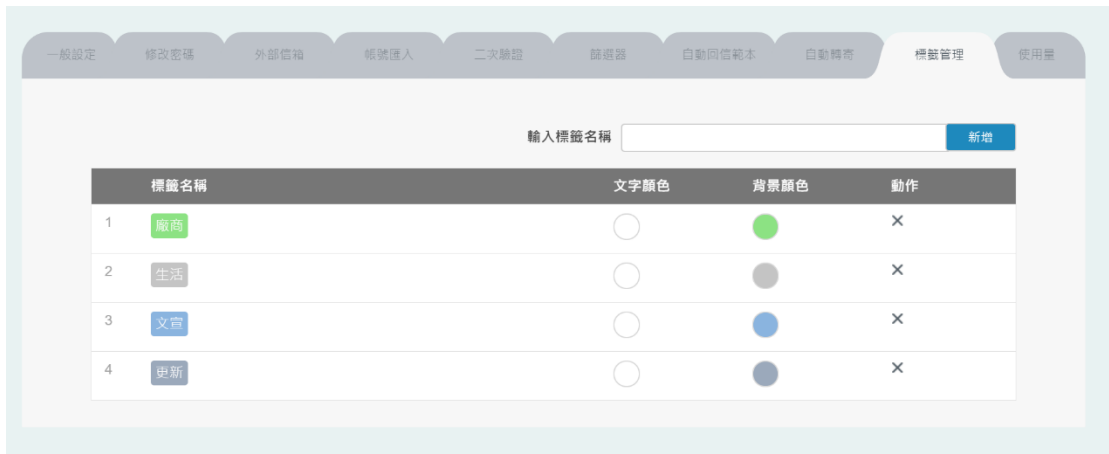 一般設定 修改密碼 外部信箱 帳號匯入 二次驗證 篩選器 自動回信範本 自動轉寄 標籤管理 使用量
輸入標籤名稱 新增
標籤名稱 文字顏色 背景顏色 動作
1 廠商
2 生活
3 文宣
4 更新